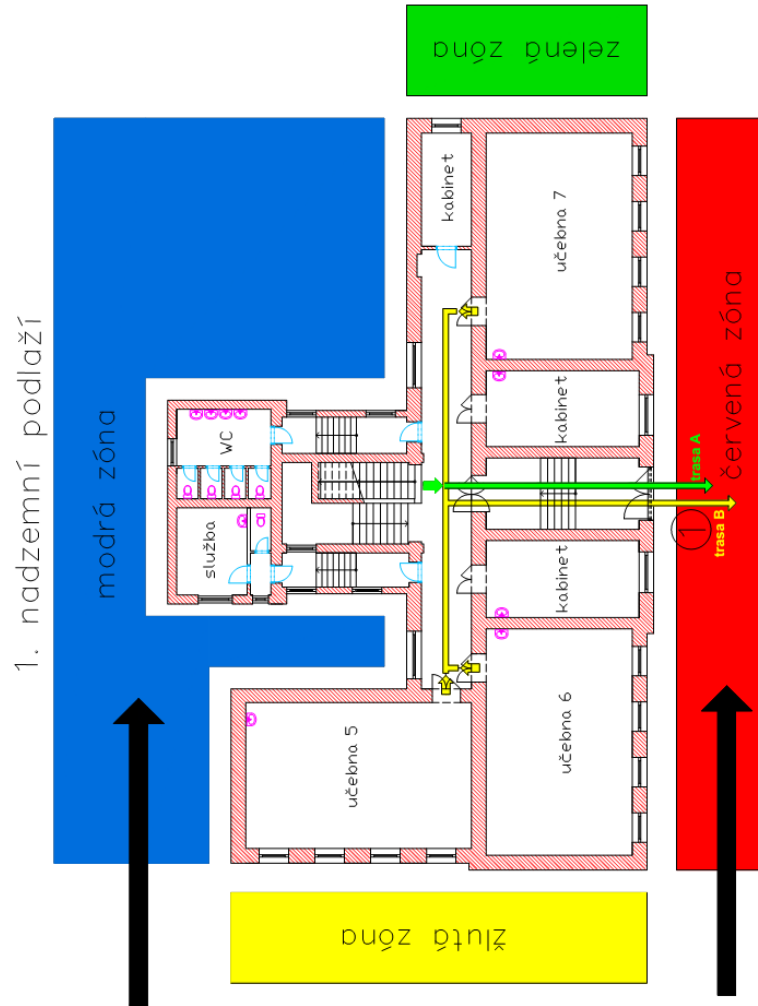 1. nadzemní podlaží
modrá zóna
zelená zóna
WC
služba
kabinet
učebna 7
kabinet
kabinet
učebna 5
učebna 6
trasa A
trasa B
1
červená zóna
žlutá zóna